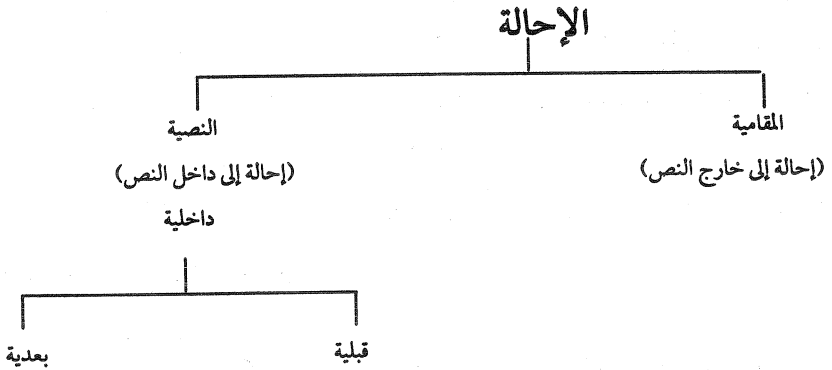 الإحالة
المقامية
(إحالة إلى خارج النص)
النصية
(إحالة إلى داخل النص)
داخلية
قبلية
بعدية